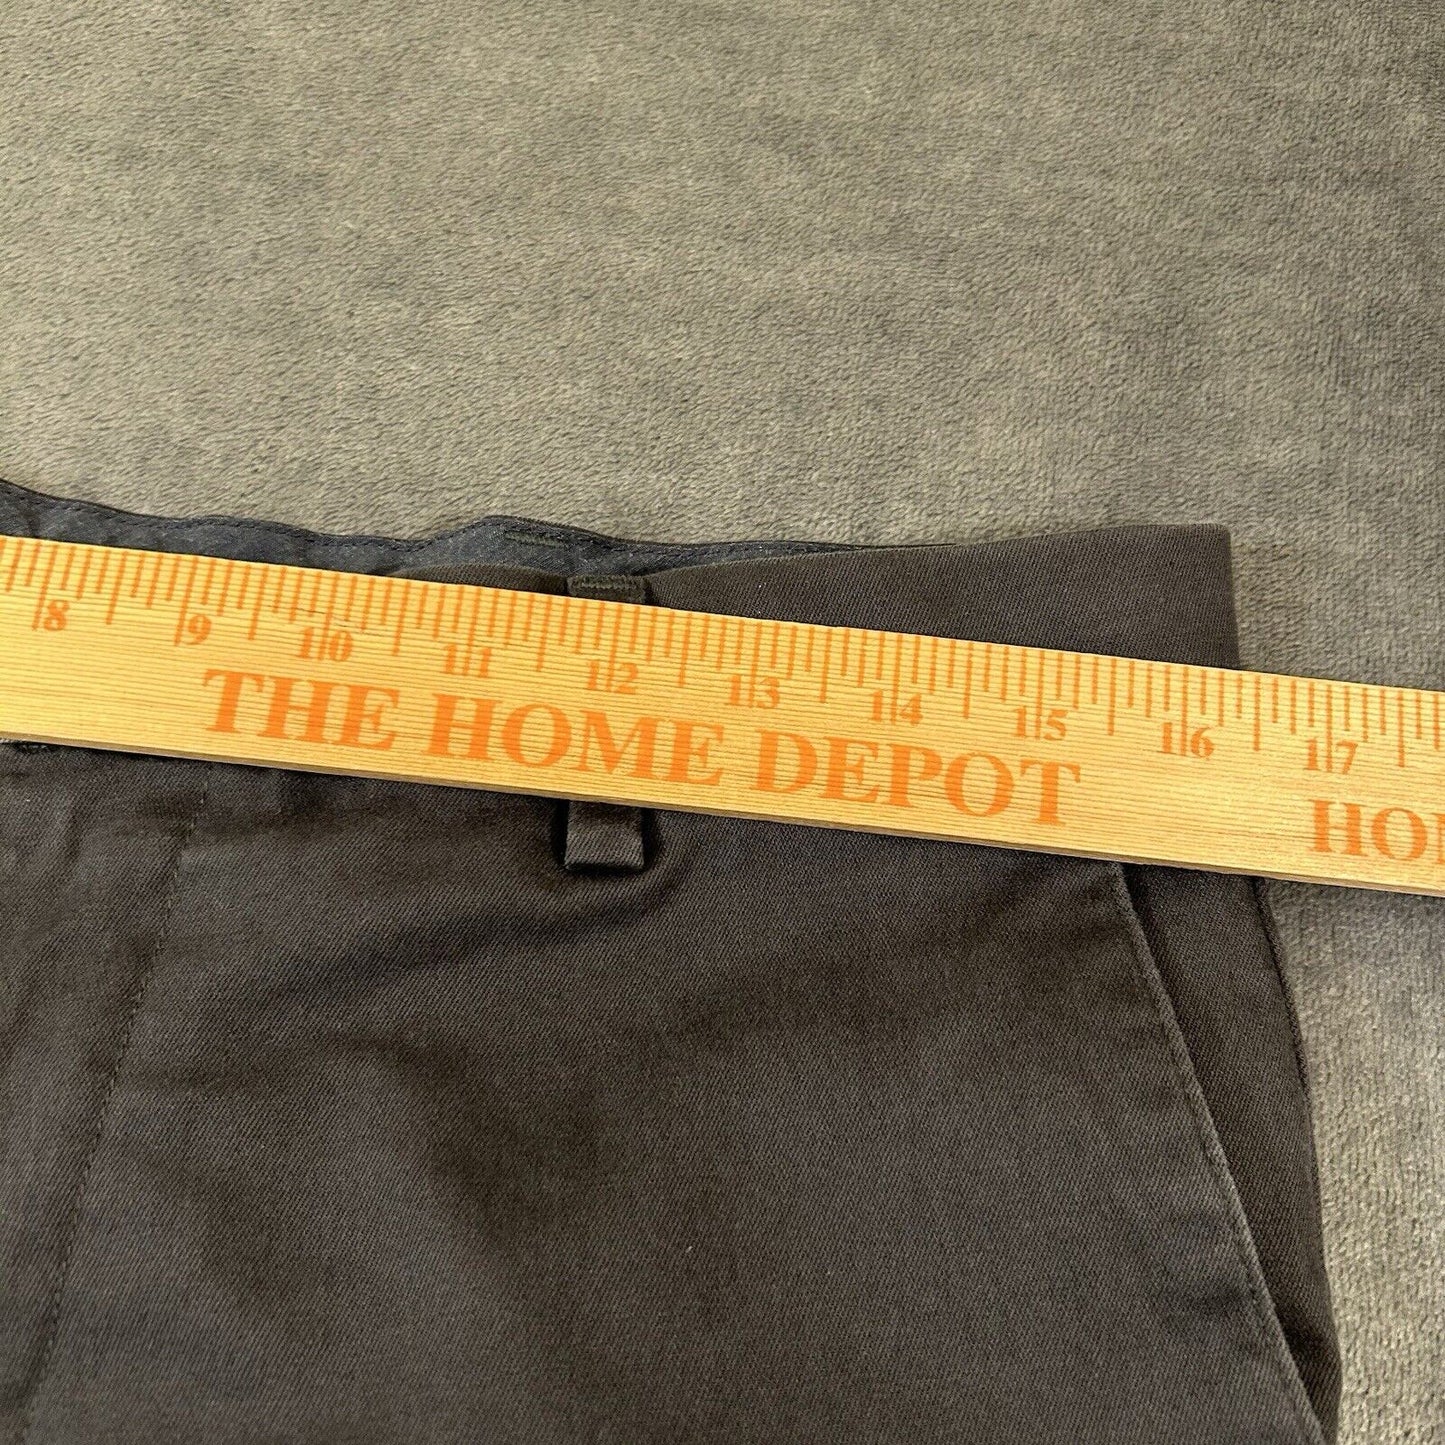 8 9 10 11 12 13 14 15 16 17
THE HOME DEPOT HO